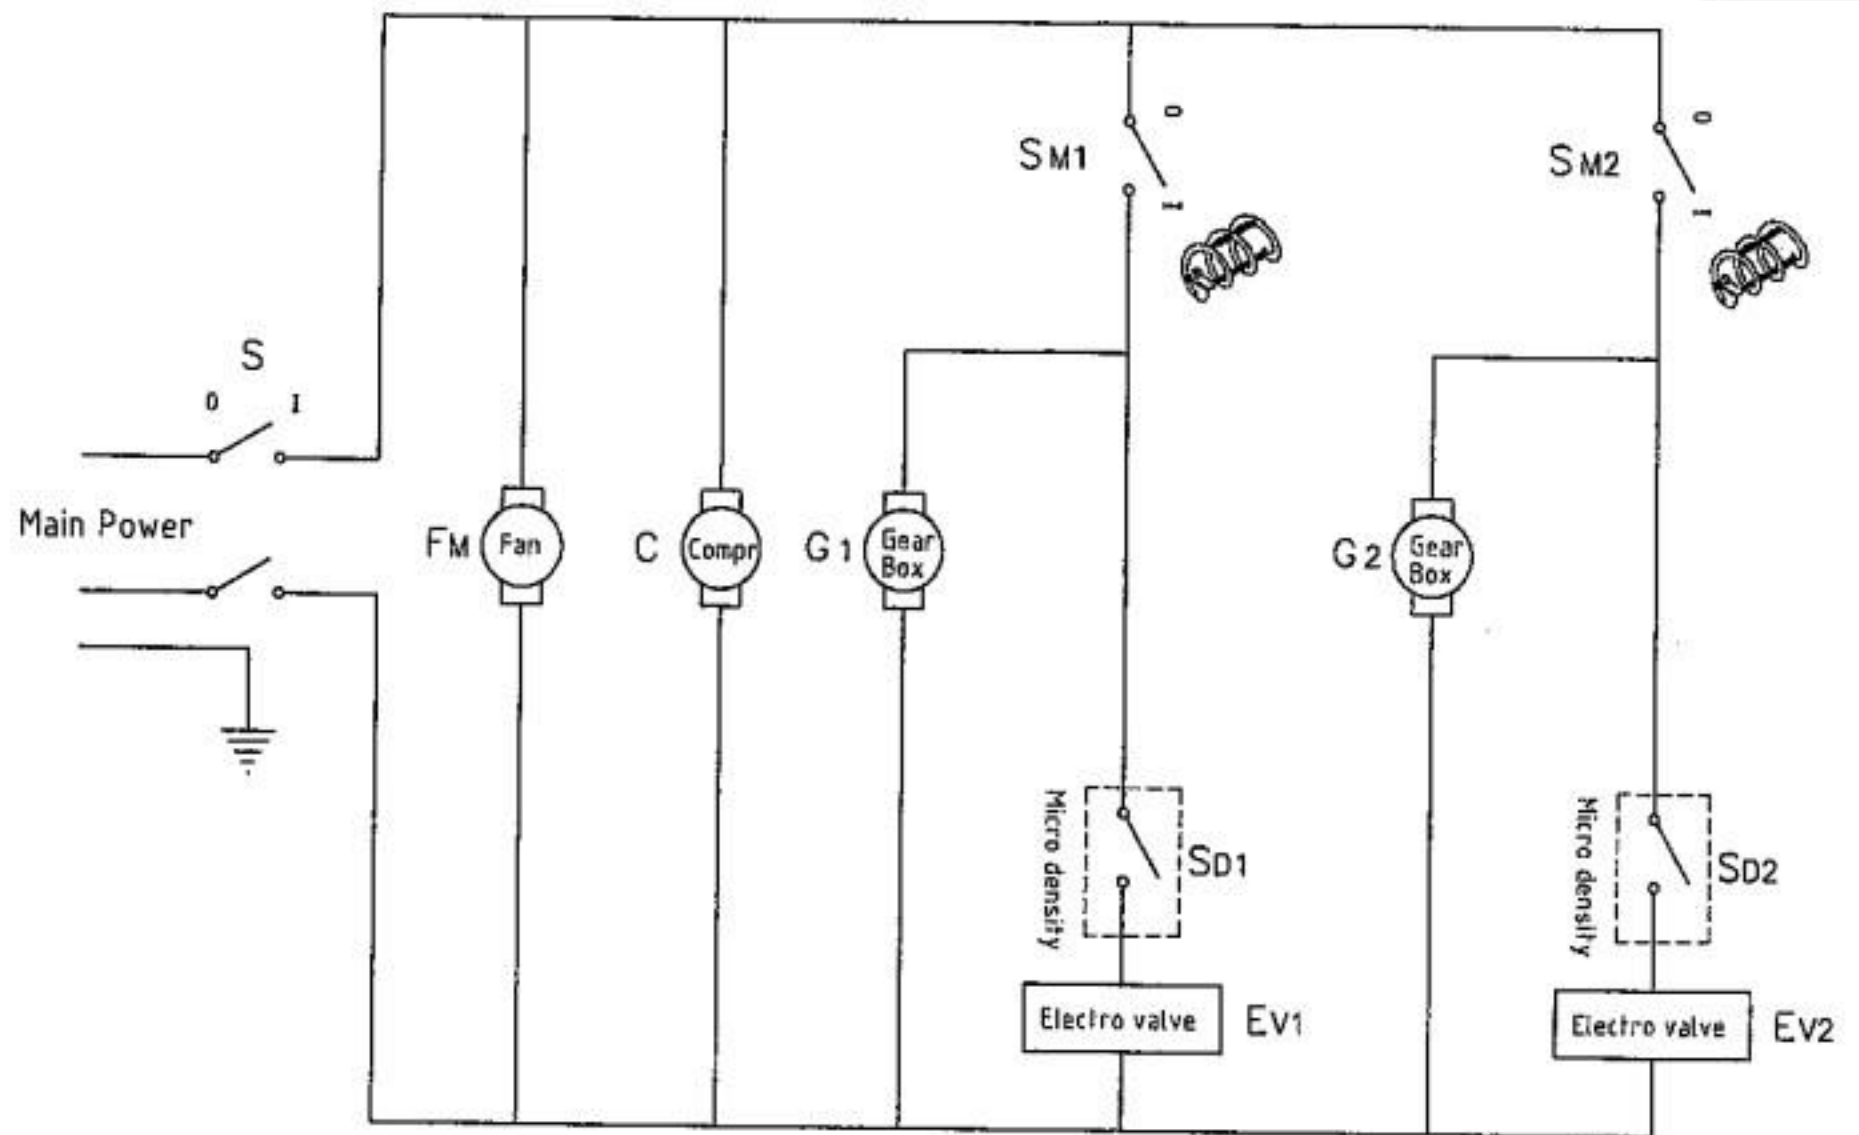 0
SM1
I
0
SM2
I
S
0 I
Main Power
FM Fan
C Compr
G1 Gear Box
G2 Gear Box
Micro density
SD1
Micro density
SD2
Electro valve EV1
Electro valve EV2